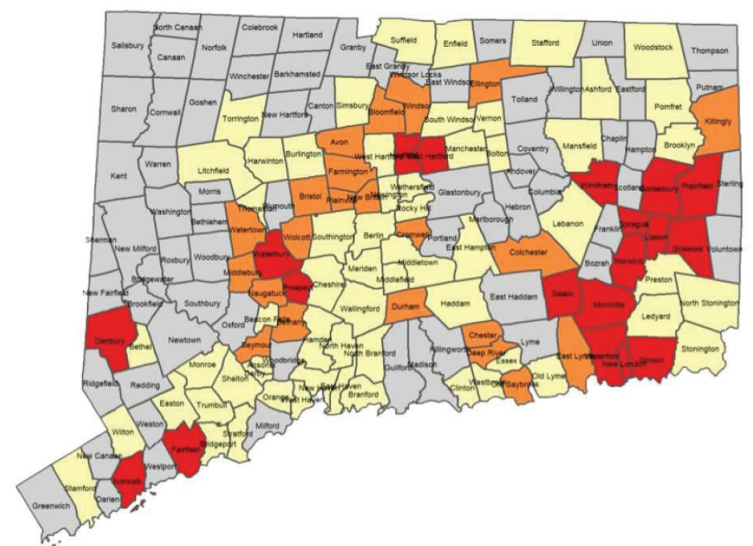 North Canaan
Colebrook
Hartland
Suffield
Enfield
Somers
Stafford
Union
Woodstock
Thompson
Salisbury
Canaan
Norfolk
Granby
East Granby
Windsor Locks
Winchester
Barkhamsted
East Windsor
Ellington
Willington
Ashford
Eastford
Putnam
Pomfret
Killingly
Sharon
Cornwall
Goshen
Torrington
New Hartford
Canton
Simsbury
Bloomfield
Windsor
South Windsor
Vernon
Tolland
Chaplin
Brooklyn
Mansfield
Hampton
Coventry
Kent
Warren
Litchfield
Harwinton
Burlington
Avon
West Hartford
East Hartford
Manchester
Bolton
Andover
Farmington
Wethersfield
Glastonbury
Columbia
Windham
Scotland
Canterbury
Plainfield
Sterling
Morris
Thomaston
Plymouth
Bristol
Plainville
New Britain
Newington
Rocky Hill
Hebron
Marlborough
Washington
Bethlehem
Watertown
Wolcott
Southington
Berlin
Cromwell
Portland
East Hampton
Lebanon
Franklin
Sprague
Lisbon
Griswold
Voluntown
Sherman
New Milford
Roxbury
Woodbury
Waterbury
Middletown
Colchester
Bozrah
Norwich
Preston
Bridgewater
Middlebury
Naugatuck
Prospect
Cheshire
Meriden
Middlefield
New Fairfield
Brookfield
Southbury
Oxford
Beacon Falls
Bethany
Wallingford
Durham
Haddam
East Haddam
Salem
Montville
Ledyard
North Stonington
Danbury
Bethel
Newtown
Seymour
Woodbridge
Hamden
North Haven
North Branford
Killingworth
Chester
Deep River
Lyme
Ansonia
Derby
Monroe
Shelton
Essex
East Lyme
Waterford
New London
Groton
Stonington
Ridgefield
Redding
Easton
Trumbull
Orange
New Haven
East Haven
West Haven
Branford
Guilford
Madison
Clinton
Westbrook
Old Saybrook
Old Lyme
Weston
Stratford
Milford
Bridgeport
Wilton
Fairfield
New Canaan
Westport
Norwalk
Stamford
Darien
Greenwich